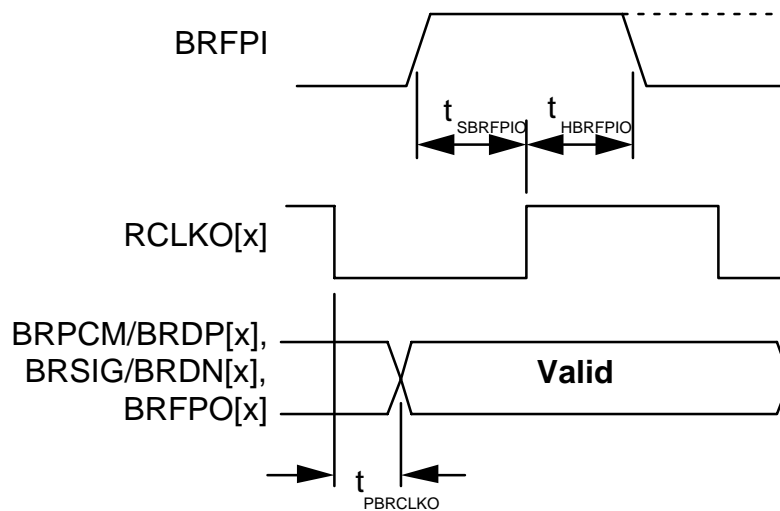 BRFPI
t SBRFPIO t HBRFPIO
RCLKO[x]
BRPCM/BRDP[x],
BRSIG/BRDN[x],
BRFPO[x]
Valid
t PBRCLKO